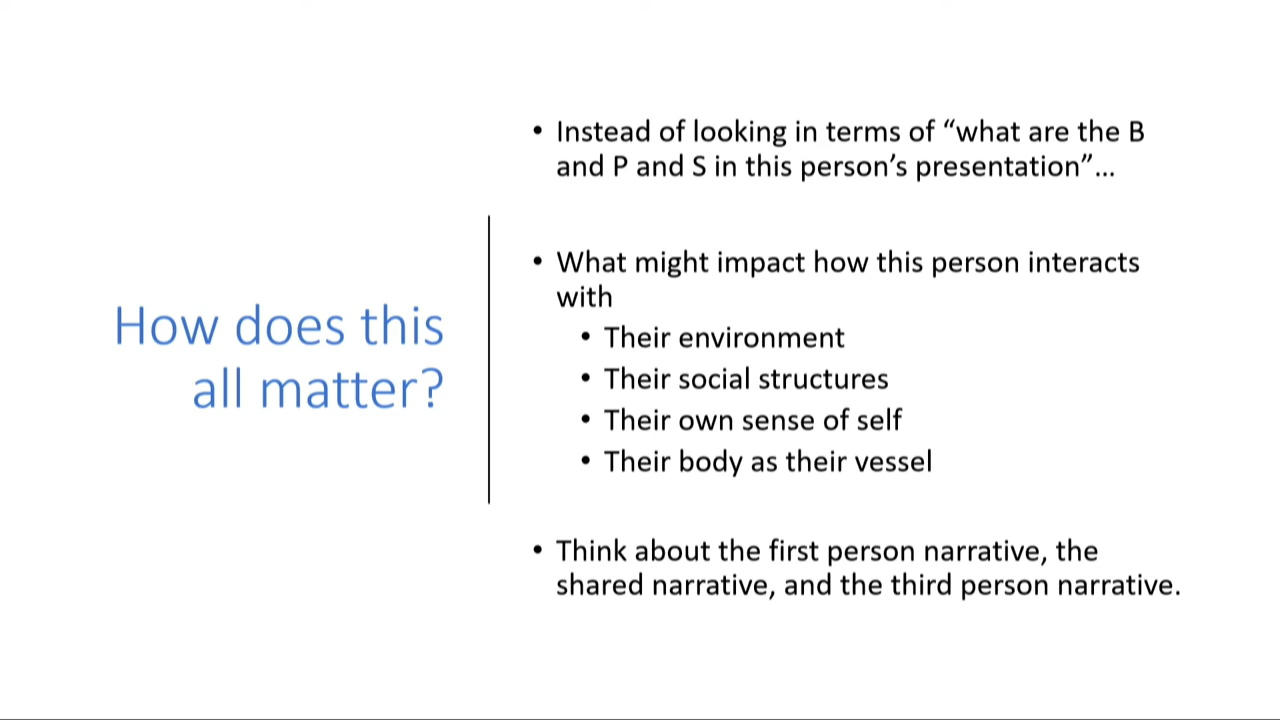 How does this
all matter?
• Instead of looking in terms of “what are the B
and P and S in this person’s presentation”…
• What might impact how this person interacts
with
• Their environment
• Their social structures
• Their own sense of self
• Their body as their vessel
• Think about the first person narrative, the
shared narrative, and the third person narrative.